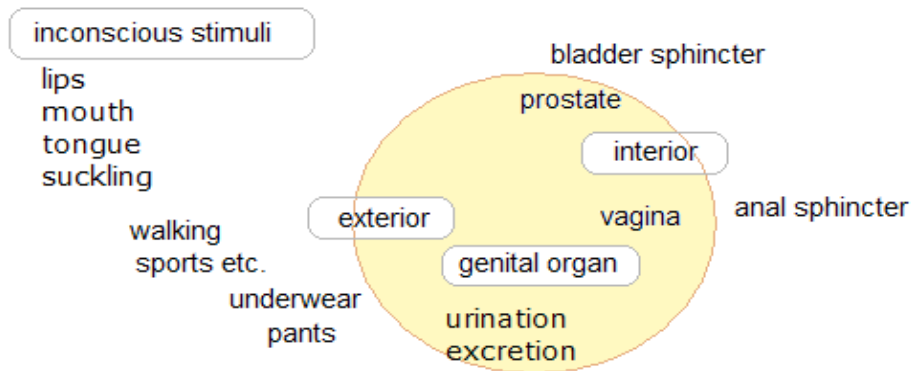 inconscious stimuli
lips
mouth
tongue
suckling
bladder sphincter
prostate
interior
exterior
vagina
anal sphincter
walking
sports etc.
genital organ
underwear
pants
urination
excretion